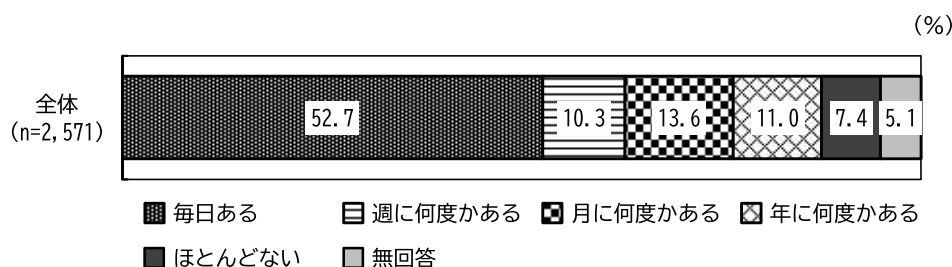 (%)
全体
(n=2,571)
52.7 10.3 13.6 11.0 7.4 5.1
毎日ある 週に何度かある 月に何度かある 年に何度かある
ほとんどない 無回答